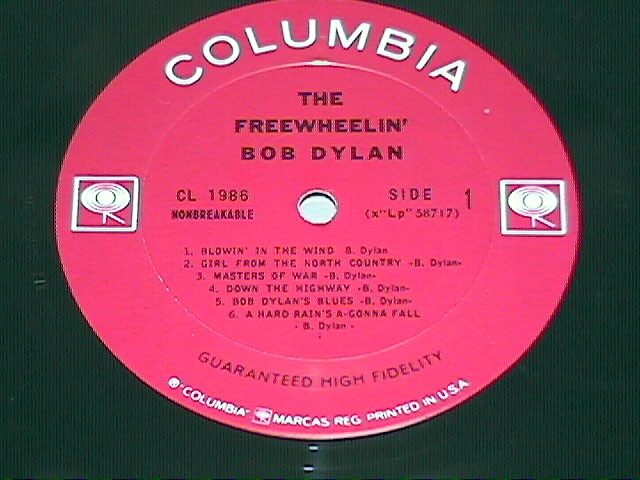 COLUMBIA
THE
FREEWHEELIN'
BOB DYLAN
CL 1986
NONBREAKABLE
SIDE 1
(x"Lp" 58717)
1. BLOWIN' IN THE WIND B. Dylan
2. GIRL FROM THE NORTH COUNTRY -B. Dylan-
3. MASTERS OF WAR -B. Dylan-
4. DOWN THE HIGHWAY -B. Dylan-
5. BOB DYLAN'S BLUES -B. Dylan-
6. A HARD RAIN'S A-GONNA FALL
- B. Dylan -
GUARANTEED HIGH FIDELITY
® "COLUMBIA" MARCAS REG. PRINTED IN U.S.A.